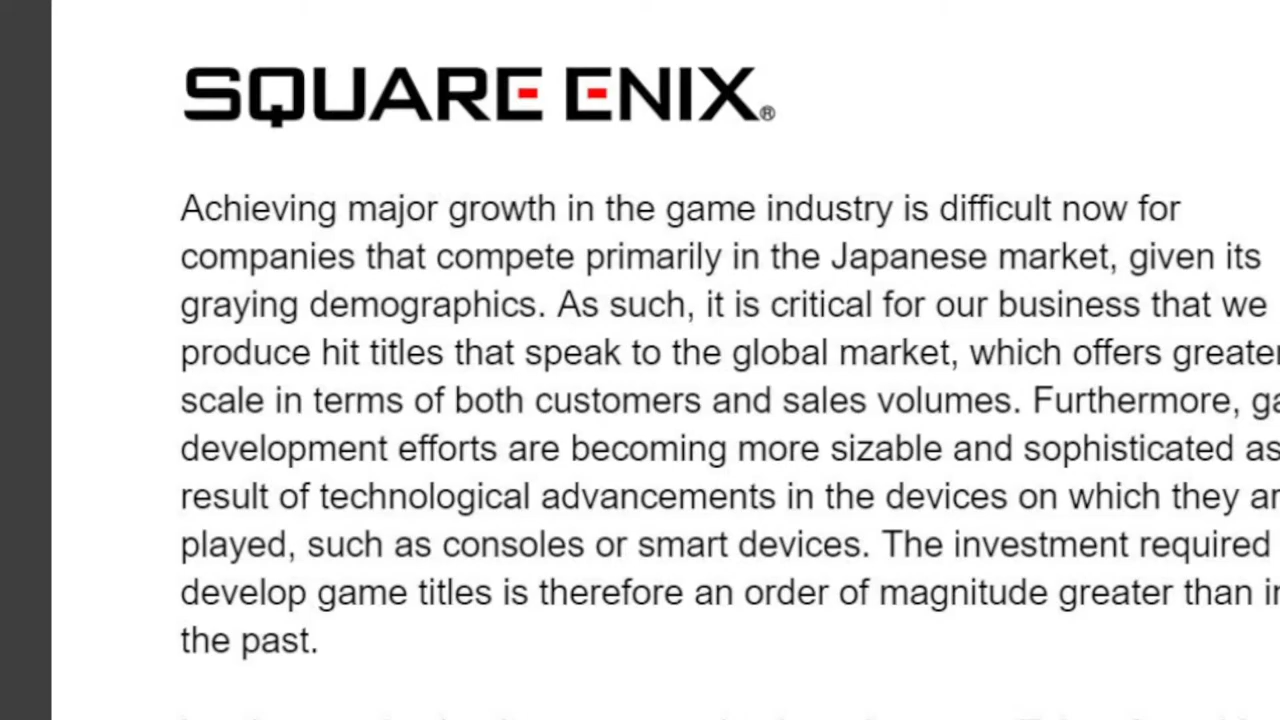 SQUARE ENIX®
Achieving major growth in the game industry is difficult now for
companies that compete primarily in the Japanese market, given its
graying demographics. As such, it is critical for our business that we
produce hit titles that speak to the global market, which offers greater
scale in terms of both customers and sales volumes. Furthermore,
development efforts are becoming more sizable and sophisticated as
result of technological advancements in the devices on which they
played, such as consoles or smart devices. The investment required
develop game titles is therefore an order of magnitude greater than
the past.